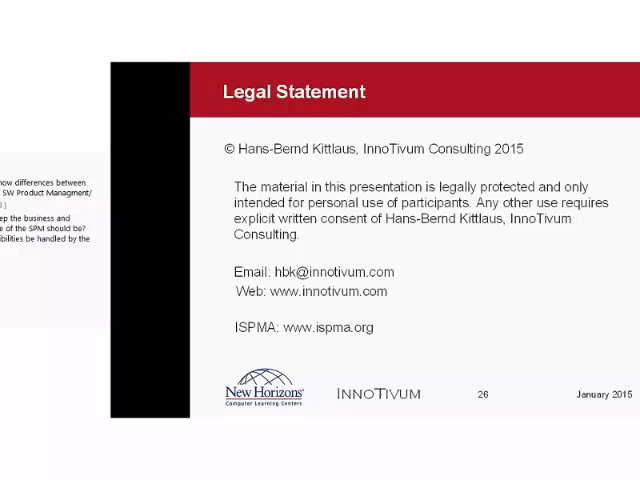 Legal Statement
© Hans-Bernd Kittlaus, InnoTivum Consulting 2015
The material in this presentation is legally protected and only
intended for personal use of participants. Any other use requires
explicit written consent of Hans-Bernd Kittlaus, InnoTivum
Consulting.
Email: hbk@innotivum.com
Web: www.innotivum.com
ISPMA: www.ispma.org
New Horizons®
Computer Learning Centers
INNOTIVUM
26
January 2015
now differences between
SW Product Managment/
ep the business and
e of the SPM should be?
bilities be handled by the